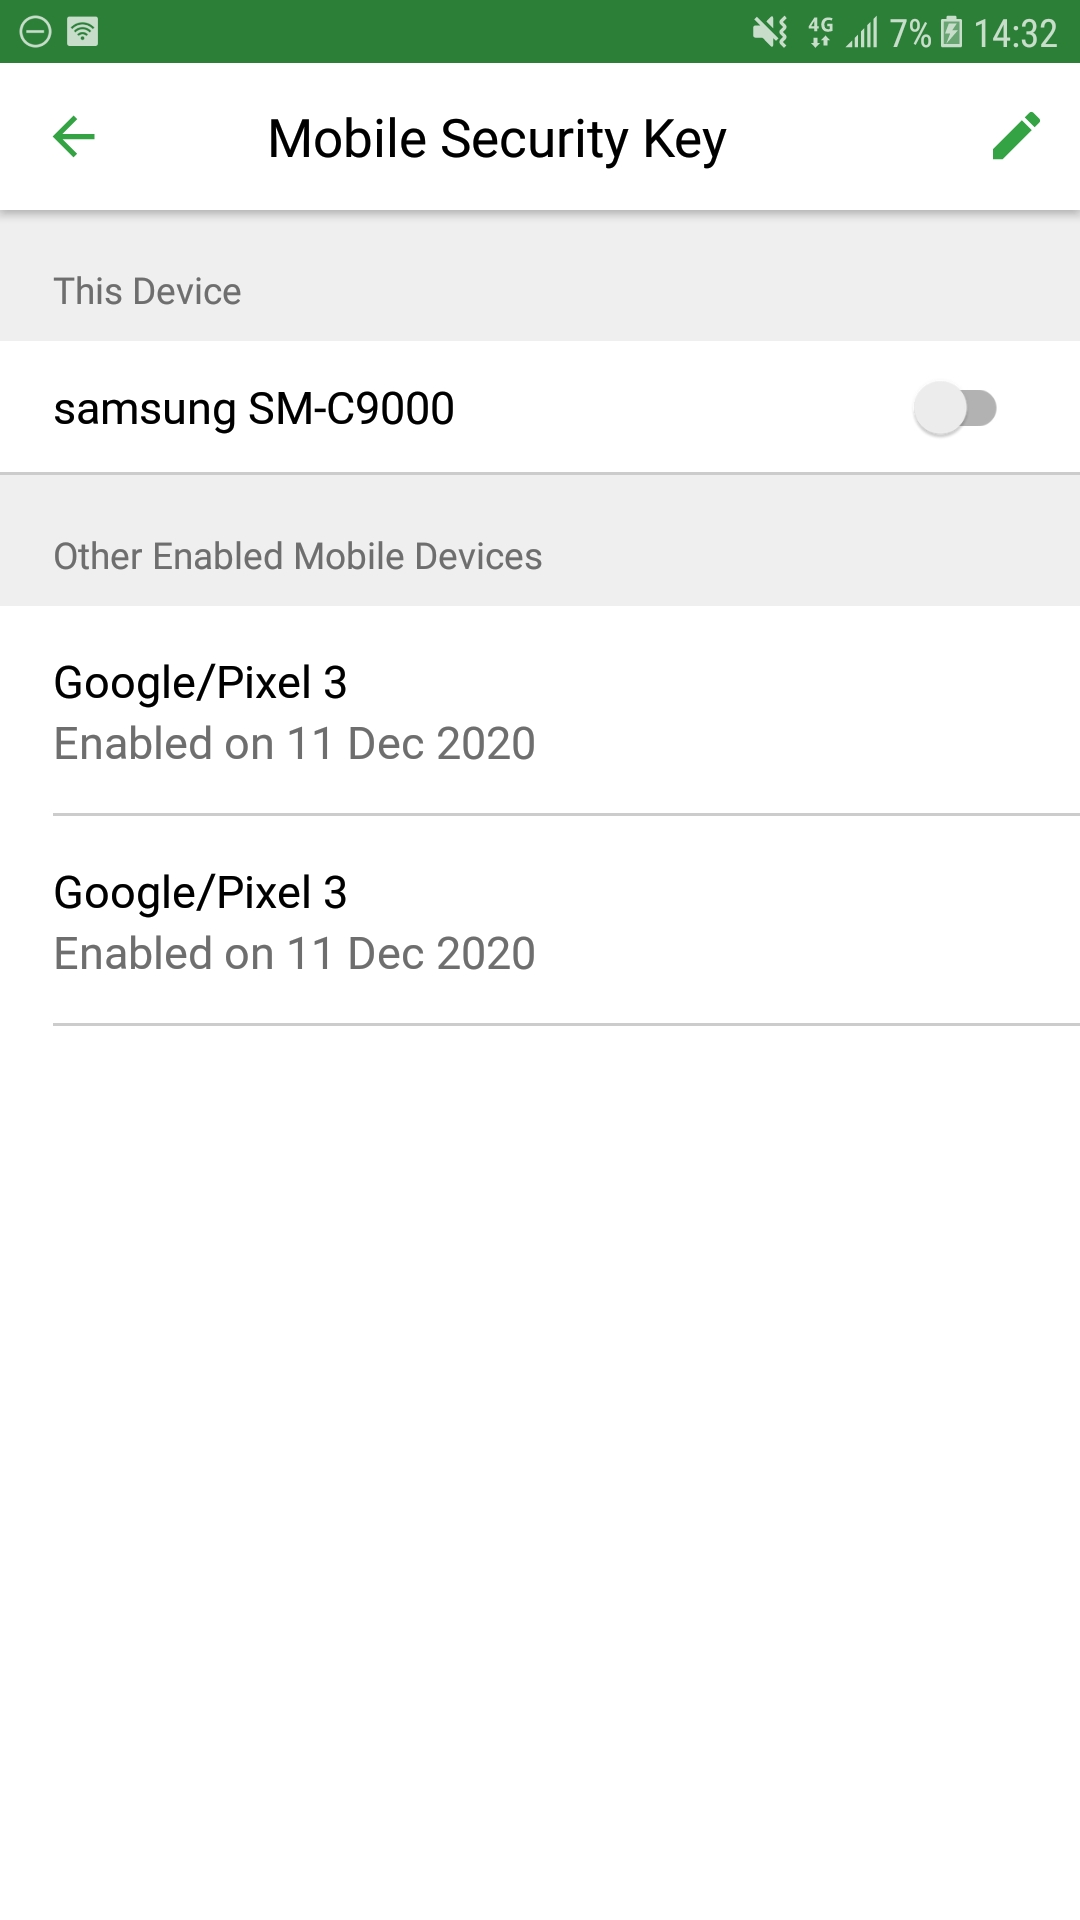 4G 7% 14:32
Mobile Security Key
This Device
samsung SM-C9000
Other Enabled Mobile Devices
Google/Pixel 3
Enabled on 11 Dec 2020
Google/Pixel 3
Enabled on 11 Dec 2020